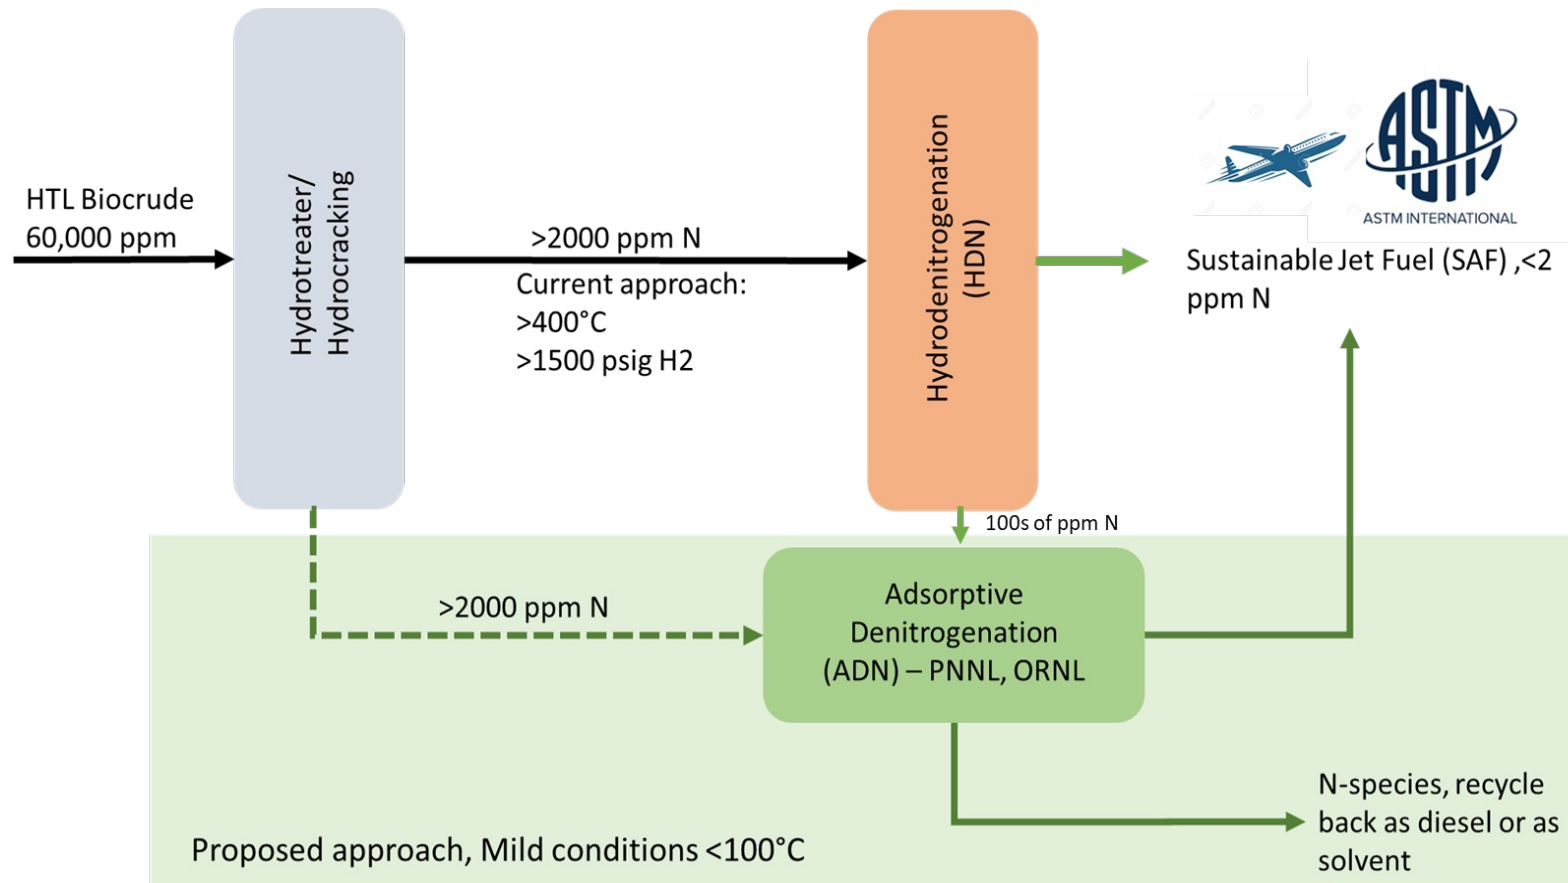 HTL Biocrude
60,000 ppm
Hydrotreater/
Hydrocracking
>2000 ppm N
Current approach:
>400°C
>1500 psig H2
Hydrodenitrogenation
(HDN)
ASTM
ASTM INTERNATIONAL
Sustainable Jet Fuel (SAF) ,<2
ppm N
100s of ppm N
>2000 ppm N
Adsorptive
Denitrogenation
(ADN) – PNNL, ORNL
N-species, recycle
back as diesel or as
solvent
Proposed approach, Mild conditions <100°C